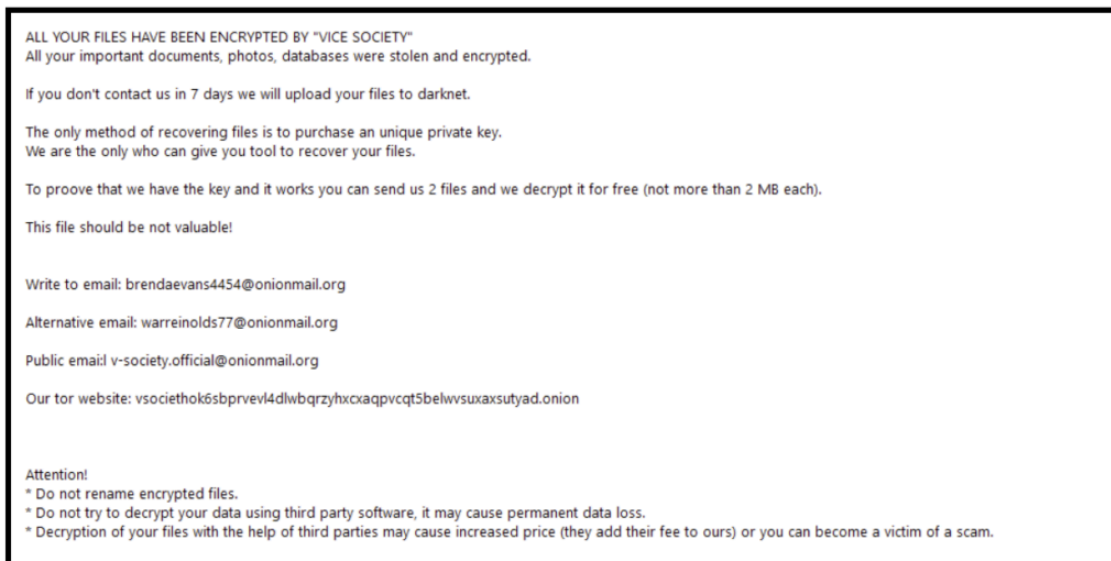 ALL YOUR FILES HAVE BEEN ENCRYPTED BY "VICE SOCIETY"
All your important documents, photos, databases were stolen and encrypted.
If you don't contact us in 7 days we will upload your files to darknet.
The only method of recovering files is to purchase an unique private key.
We are the only who can give you tool to recover your files.
To proove that we have the key and it works you can send us 2 files and we decrypt it for free (not more than 2 MB each).
This file should be not valuable!
Write to email: brendaevans4454@onionmail.org
Alternative email: warreinolds77@onionmail.org
Public emai:l v-society.official@onionmail.org
Our tor website: vsociethok6sbprvevl4dlwbqrzyhxcxaqpvcqt5belwvsuxaxsutyad.onion
Attention!
* Do not rename encrypted files.
* Do not try to decrypt your data using third party software, it may cause permanent data loss.
* Decryption of your files with the help of third parties may cause increased price (they add their fee to ours) or you can become a victim of a scam.